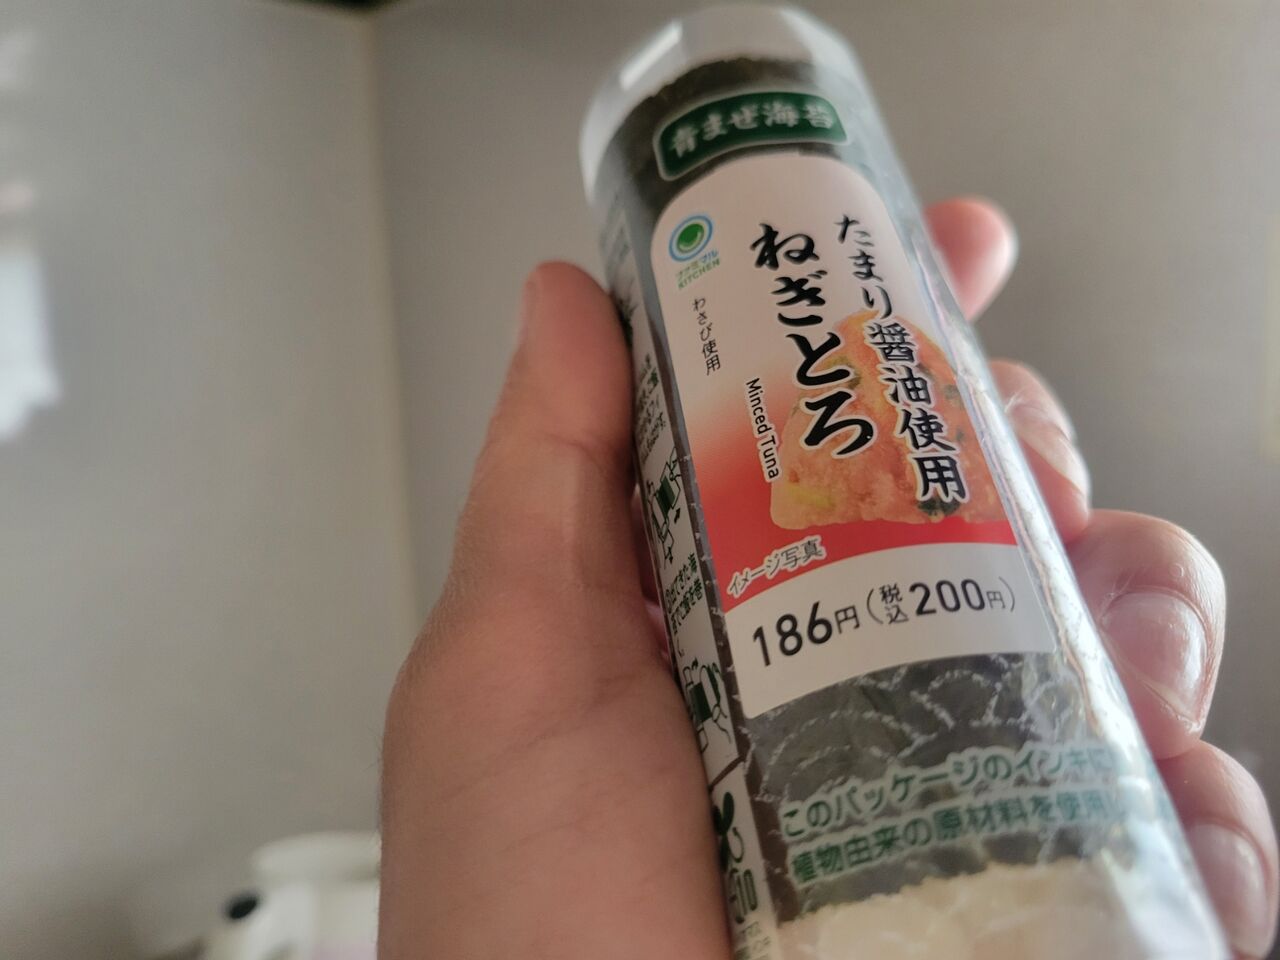 青まぜ海苔
ファミマル
KITCHEN
たまり醤油使用
ねぎとろ
わさび使用
Minced Tuna
イメージ写真
186円(税込200円)
このパッケージのインキに
植物由来の原材料を使用し